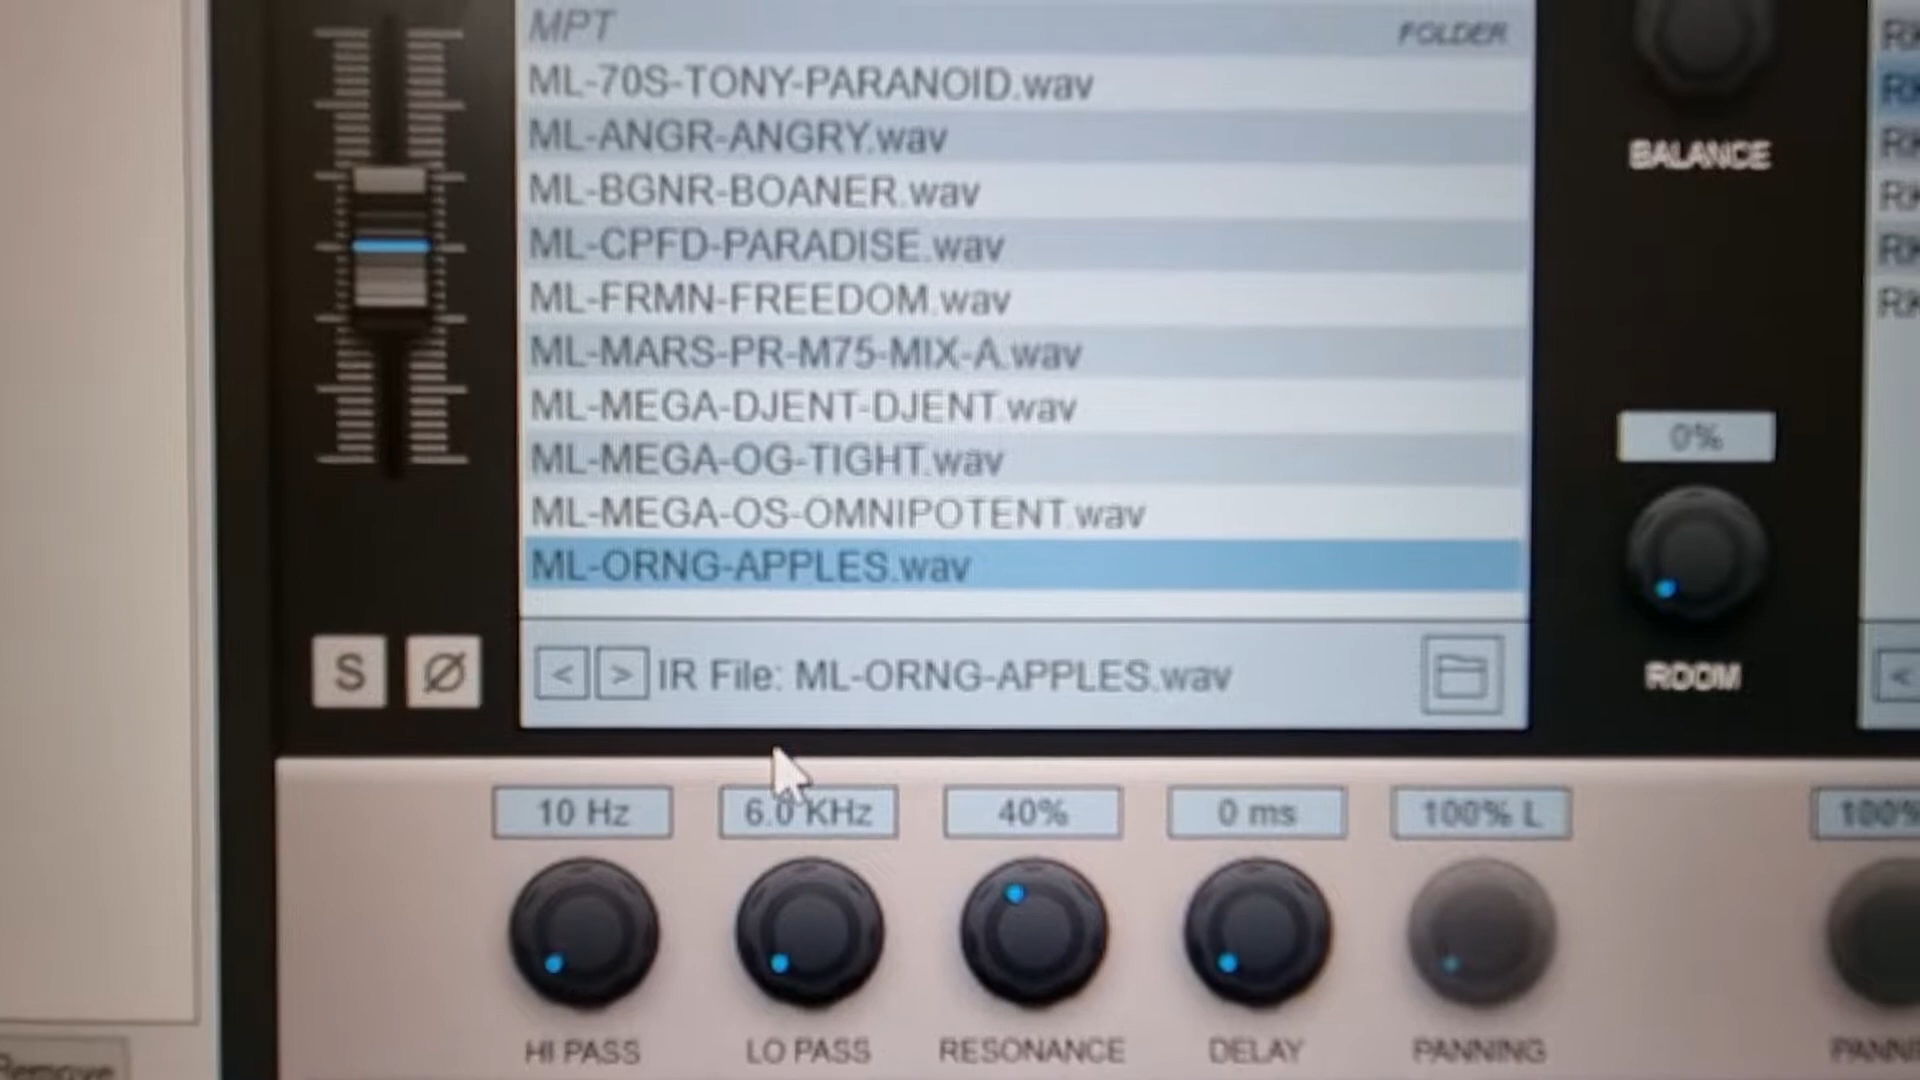 MPT FOLDER
ML-70S-TONY-PARANOID.wav
ML-ANGR-ANGRY.wav
ML-BGNR-BOANER.wav
ML-CPFD-PARADISE.wav
ML-FRMN-FREEDOM.wav
ML-MARS-PR-M75-MIX-A.wav
ML-MEGA-DJENT-DJENT.wav
ML-MEGA-OG-TIGHT.wav
ML-MEGA-OS-OMNIPOTENT.wav
ML-ORNG-APPLES.wav
BALANCE
0%
ROOM
S Ø
< > IR File: ML-ORNG-APPLES.wav
<
10 Hz 6.0 KHz 40% 0 ms 100% L 100%
HI PASS LO PASS RESONANCE DELAY PANNING
Remove